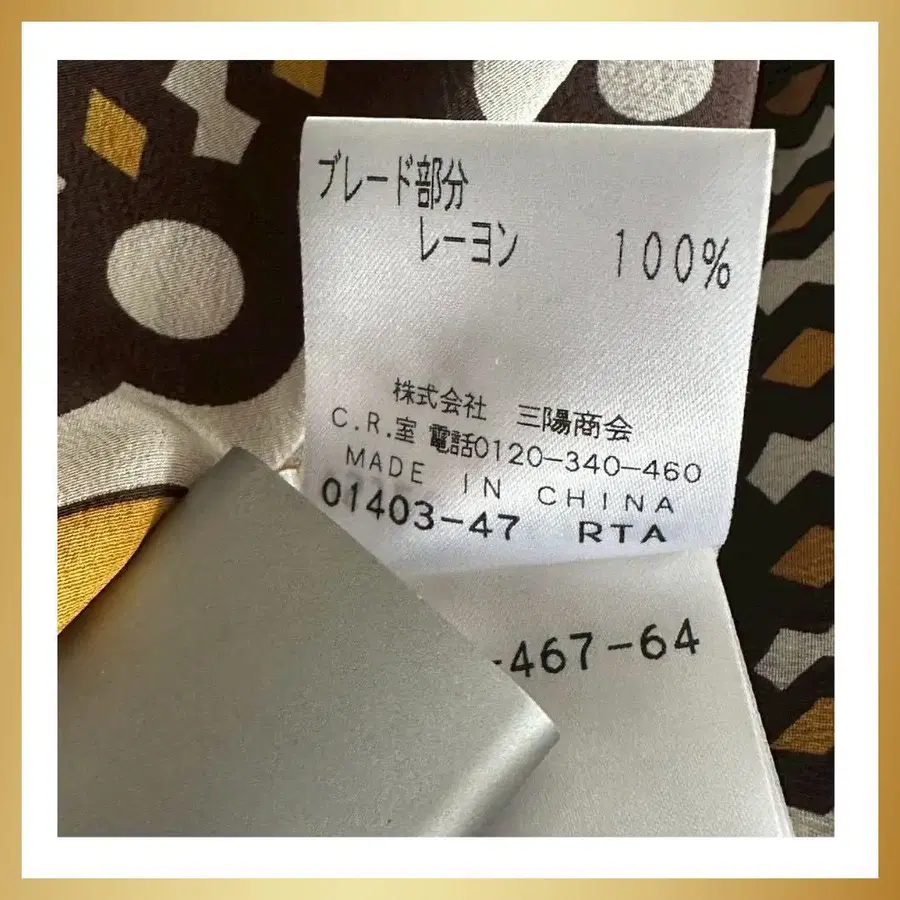 ブレード部分
レーヨン 100%
株式会社 三陽商会
C.R.室 電話0120-340-460
MADE IN CHINA
01403-47 RTA
-467-64